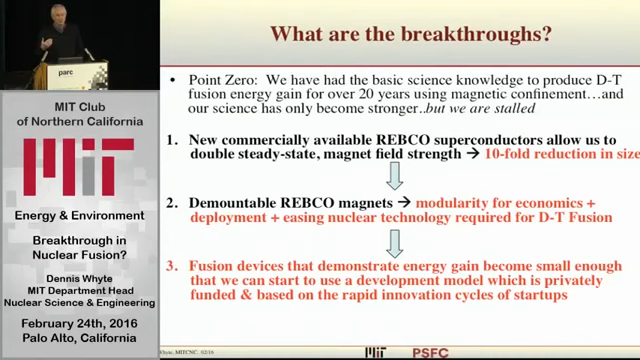 What are the breakthroughs?
• Point Zero: We have had the basic science knowledge to produce D-T
fusion energy gain for over 20 years using magnetic confinement…and
our science has only become stronger..but we are stalled
1. New commercially available REBCO superconductors allow us to
double steady-state, magnet field strength → 10-fold reduction in size
2. Demountable REBCO magnets → modularity for economics +
deployment + easing nuclear technology required for D-T Fusion
3. Fusion devices that demonstrate energy gain become small enough
that we can start to use a development model which is privately
funded & based on the rapid innovation cycles of startups
Whyte, MITCNC, 02/16
MIT
PSFC
parc
MIT Club
of Northern California
MIT
Energy & Environment
Breakthrough in
Nuclear Fusion?
Dennis Whyte
MIT Department Head
Nuclear Science & Engineering
February 24th, 2016
Palo Alto, California